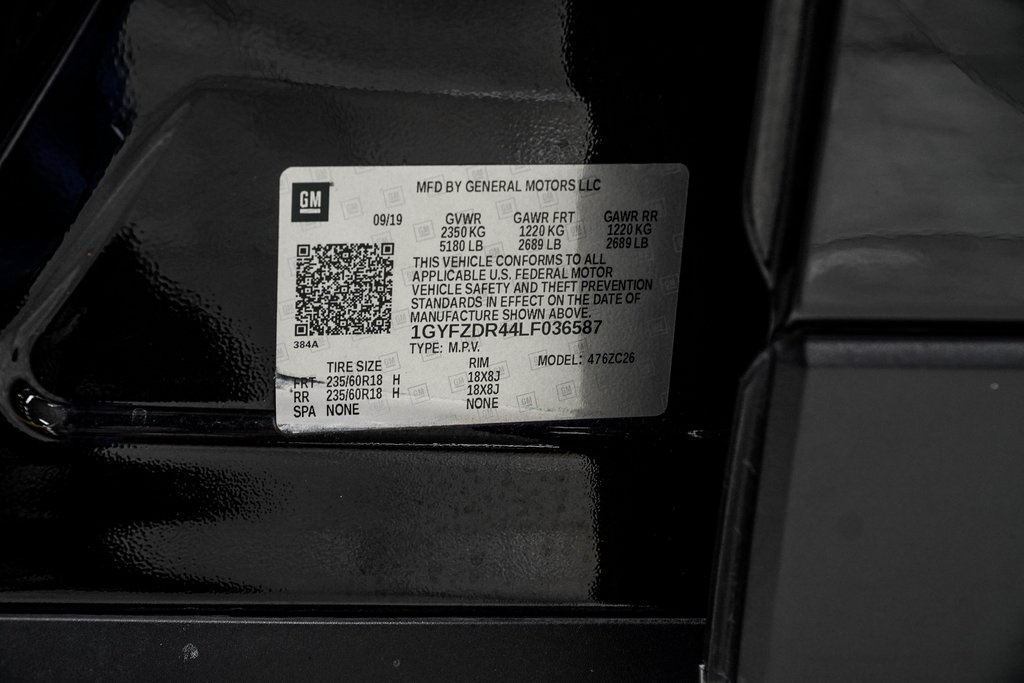 GM
MFD BY GENERAL MOTORS LLC
09/19 GVWR GAWR FRT GAWR RR
2350 KG 1220 KG 1220 KG
5180 LB 2689 LB 2689 LB
THIS VEHICLE CONFORMS TO ALL
APPLICABLE U.S. FEDERAL MOTOR
VEHICLE SAFETY AND THEFT PREVENTION
STANDARDS IN EFFECT ON THE DATE OF
MANUFACTURE SHOWN ABOVE.
1GYFZDR44LF036587
384A
TYPE: M.P.V. MODEL: 476ZC26
TIRE SIZE RIM
FRT 235/60R18 H 18X8J
RR 235/60R18 H 18X8J
SPA NONE NONE